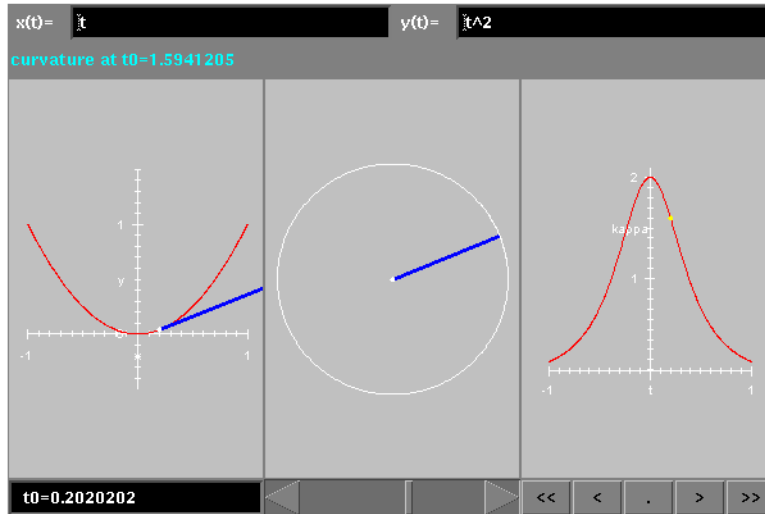 x(t)= t y(t)= t^2
curvature at t0=1.5941205
2
kappa
1
y
1
-1 1
x
-1 t 1
t0=0.2020202 << < . > >>